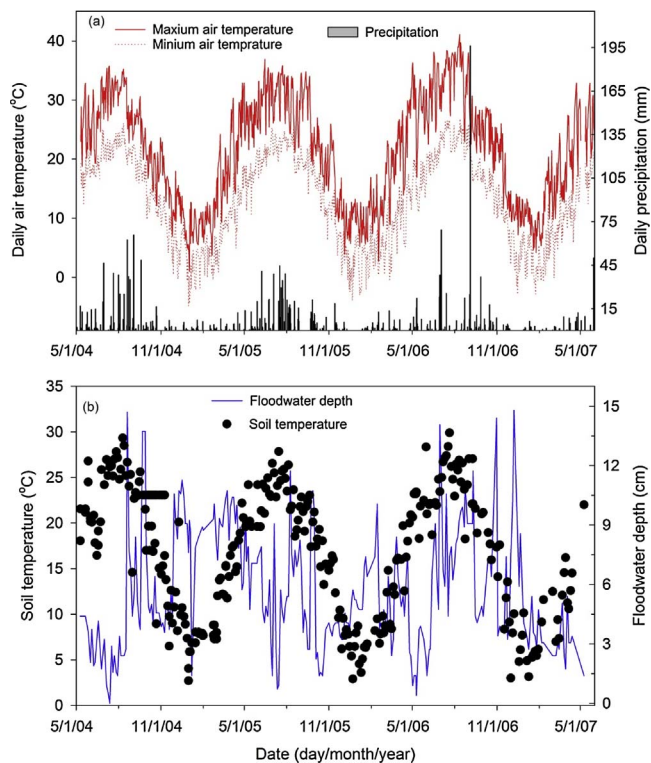 (a)
Maxium air temperature
Minium air temprature
Precipitation
Daily air temperature (°C)
40
30
20
10
0
Daily precipitation (mm)
195
165
135
105
75
45
15
5/1/04 11/1/04 5/1/05 11/1/05 5/1/06 11/1/06 5/1/07
(b)
Floodwater depth
Soil temperature
Soil temperature (°C)
35
30
25
20
15
10
5
0
Floodwater depth (cm)
15
12
9
6
3
0
5/1/04 11/1/04 5/1/05 11/1/05 5/1/06 11/1/06 5/1/07
Date (day/month/year)